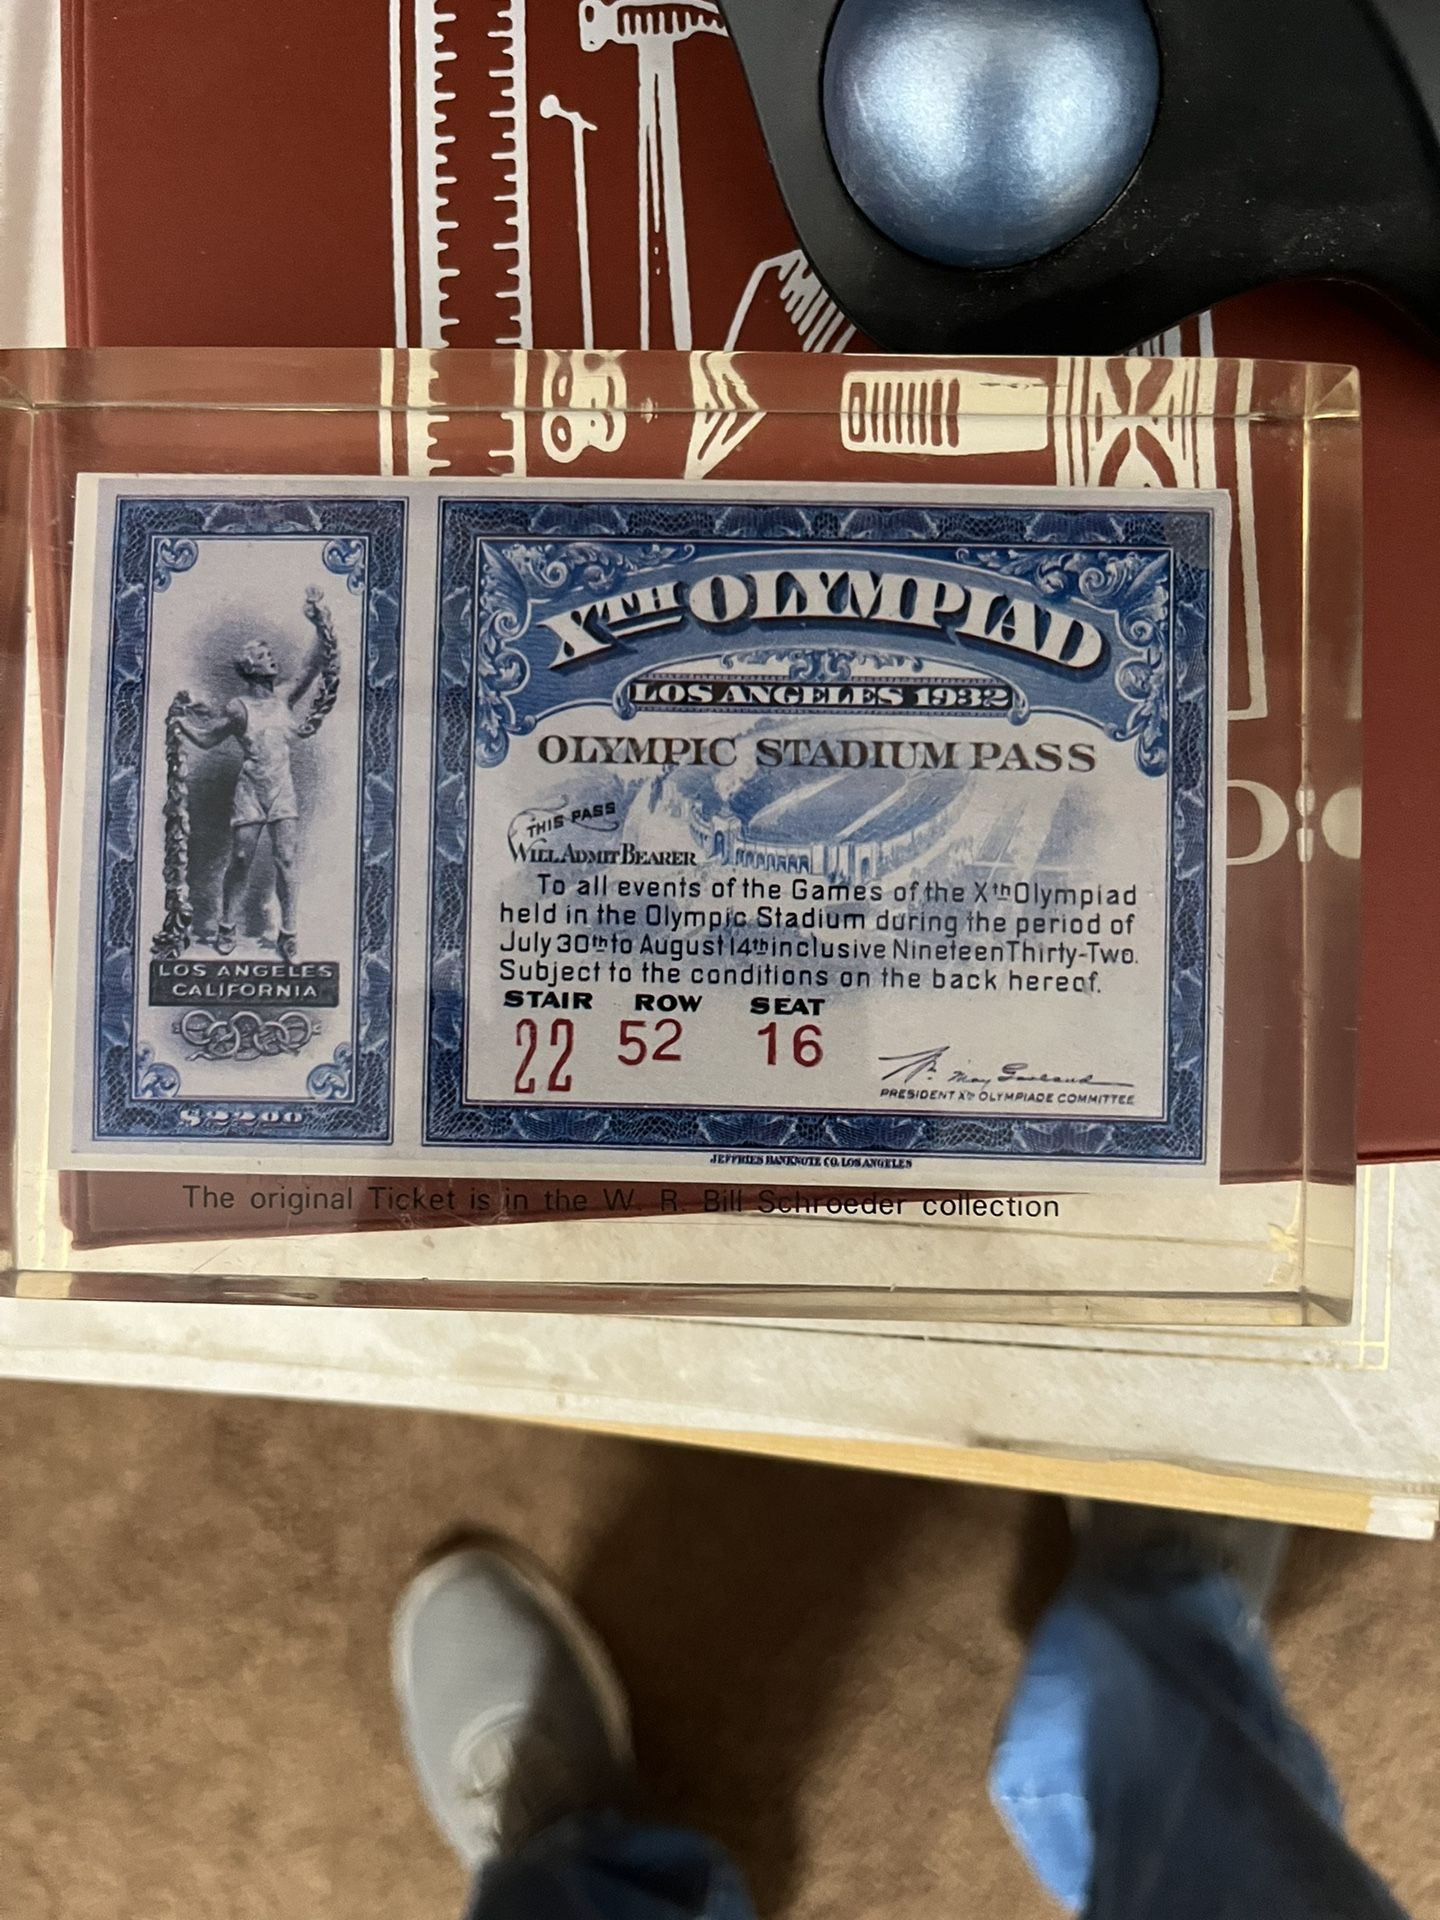 XTH OLYMPIAD
LOS ANGELES 1932
OLYMPIC STADIUM PASS
THIS PASS
WILL ADMIT BEARER
To all events of the Games of the Xth Olympiad
held in the Olympic Stadium during the period of
July 30th to August 14th inclusive Nineteen Thirty-Two.
Subject to the conditions on the back hereof.
STAIR ROW SEAT
22 52 16
Wm. May Garland
PRESIDENT XTH OLYMPIADE COMMITTEE
LOS ANGELES
CALIFORNIA
$2200
JEFFRIES BANKNOTE CO. LOS ANGELES
The original Ticket is in the W. R. Bill Schroeder collection